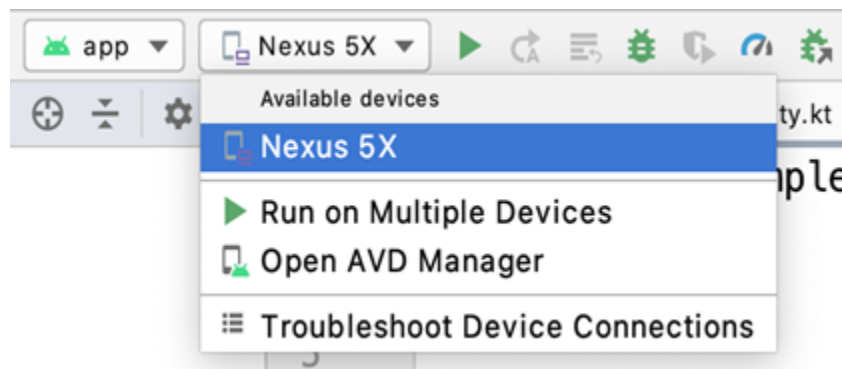 app
Nexus 5X
Available devices
ty.kt
Nexus 5X
Run on Multiple Devices
Open AVD Manager
Troubleshoot Device Connections